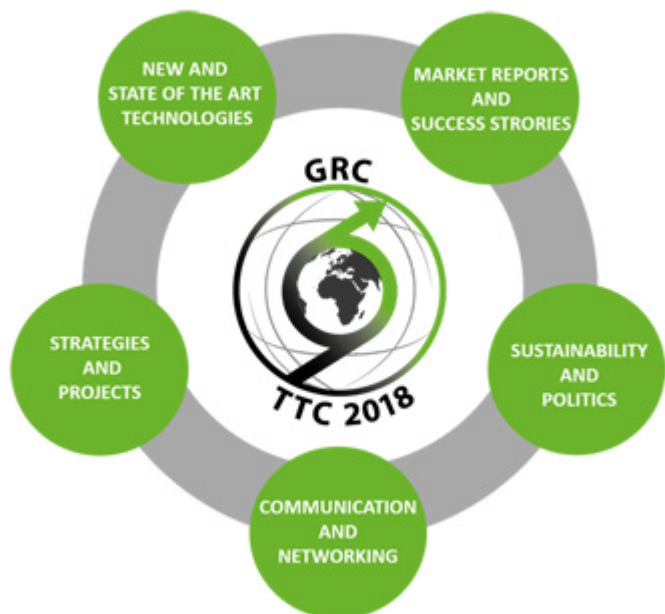 NEW AND
STATE OF THE ART
TECHNOLOGIES
MARKET REPORTS
AND
SUCCESS STRORIES
GRC
TTC 2018
STRATEGIES
AND
PROJECTS
SUSTAINABILITY
AND
POLITICS
COMMUNICATION
AND
NETWORKING